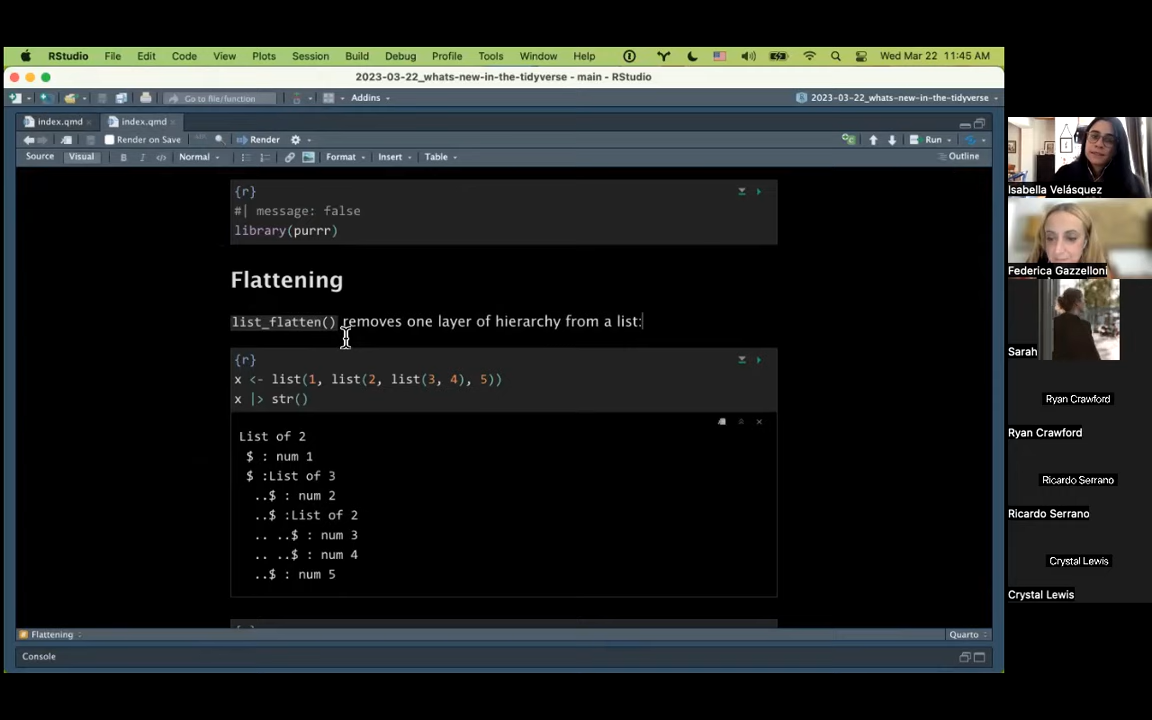 RStudio File Edit Code View Plots Session Build Debug Profile Tools Window Help Wed Mar 22 11:45 AM
2023-03-22_whats-new-in-the-tidyverse - main - RStudio
Go to file/function Addins 2023-03-22_whats-new-in-the-tidyverse
index.qmd index.qmd
Render on Save Render Run
Source Visual B I </> Normal Format Insert Table Outline
{r}
#| message: false
library(purrr)
Flattening
list_flatten() removes one layer of hierarchy from a list:
{r}
x <- list(1, list(2, list(3, 4), 5))
x |> str()
List of 2
$ : num 1
$ :List of 3
..$ : num 2
..$ :List of 2
.. ..$ : num 3
.. ..$ : num 4
..$ : num 5
Flattening
Quarto
Console
Isabella Velásquez
Federica Gazzelloni
Sarah
Ryan Crawford
Ryan Crawford
Ricardo Serrano
Ricardo Serrano
Crystal Lewis
Crystal Lewis